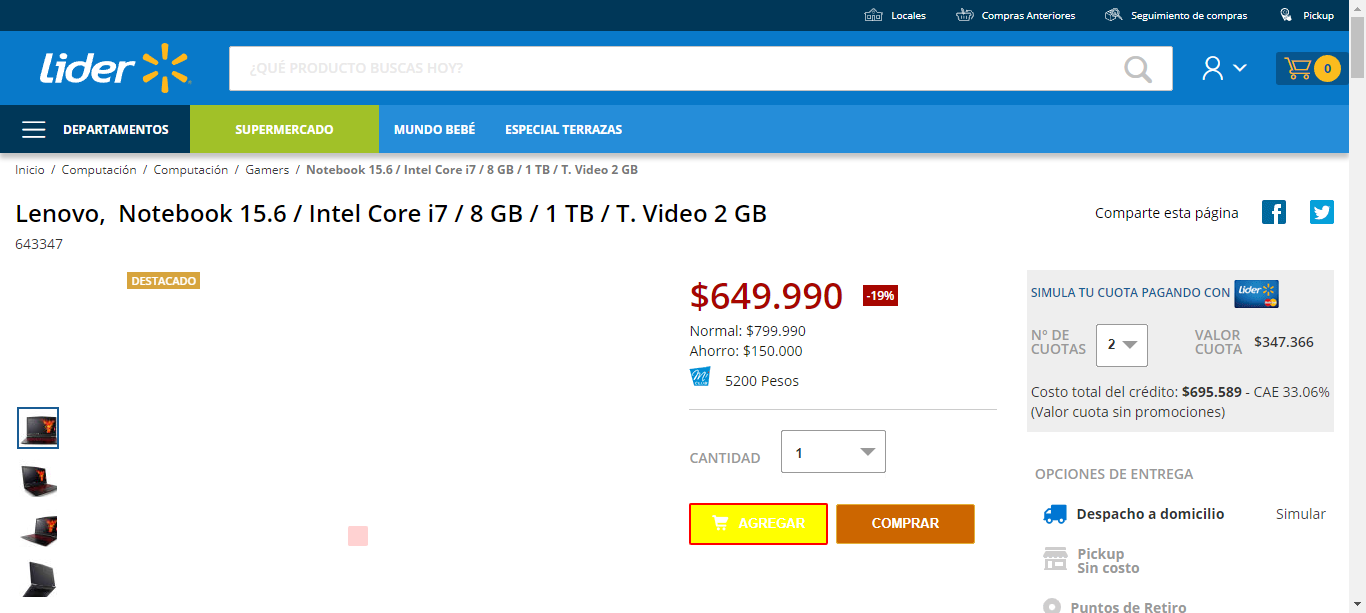 Locales Compras Anteriores Seguimiento de compras Pickup
Lider ¿QUÉ PRODUCTO BUSCAS HOY? 0
DEPARTAMENTOS SUPERMERCADO MUNDO BEBÉ ESPECIAL TERRAZAS
Inicio / Computación / Computación / Gamers / Notebook 15.6 / Intel Core i7 / 8 GB / 1 TB / T. Video 2 GB
Lenovo, Notebook 15.6 / Intel Core i7 / 8 GB / 1 TB / T. Video 2 GB
Comparte esta página
643347
DESTACADO
$649.990 -19%
Normal: $799.990
Ahorro: $150.000
5200 Pesos
CANTIDAD 1
AGREGAR COMPRAR
SIMULA TU CUOTA PAGANDO CON Lider
N° DE
CUOTAS
2
VALOR
CUOTA
$347.366
Costo total del crédito: $695.589 - CAE 33.06%
(Valor cuota sin promociones)
OPCIONES DE ENTREGA
Despacho a domicilio Simular
Pickup
Sin costo
Puntos de Retiro